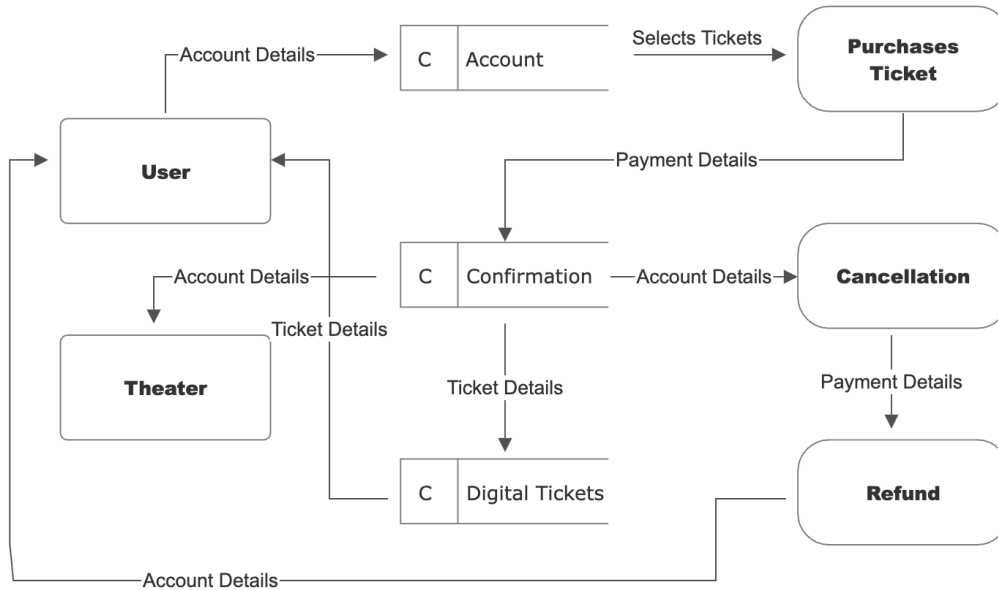 Selects Tickets
Purchases
Ticket
Account Details
C
Account
User
Payment Details
Account Details
C
Confirmation
Account Details
Cancellation
Ticket Details
Theater
Ticket Details
Payment Details
C
Digital Tickets
Refund
Account Details